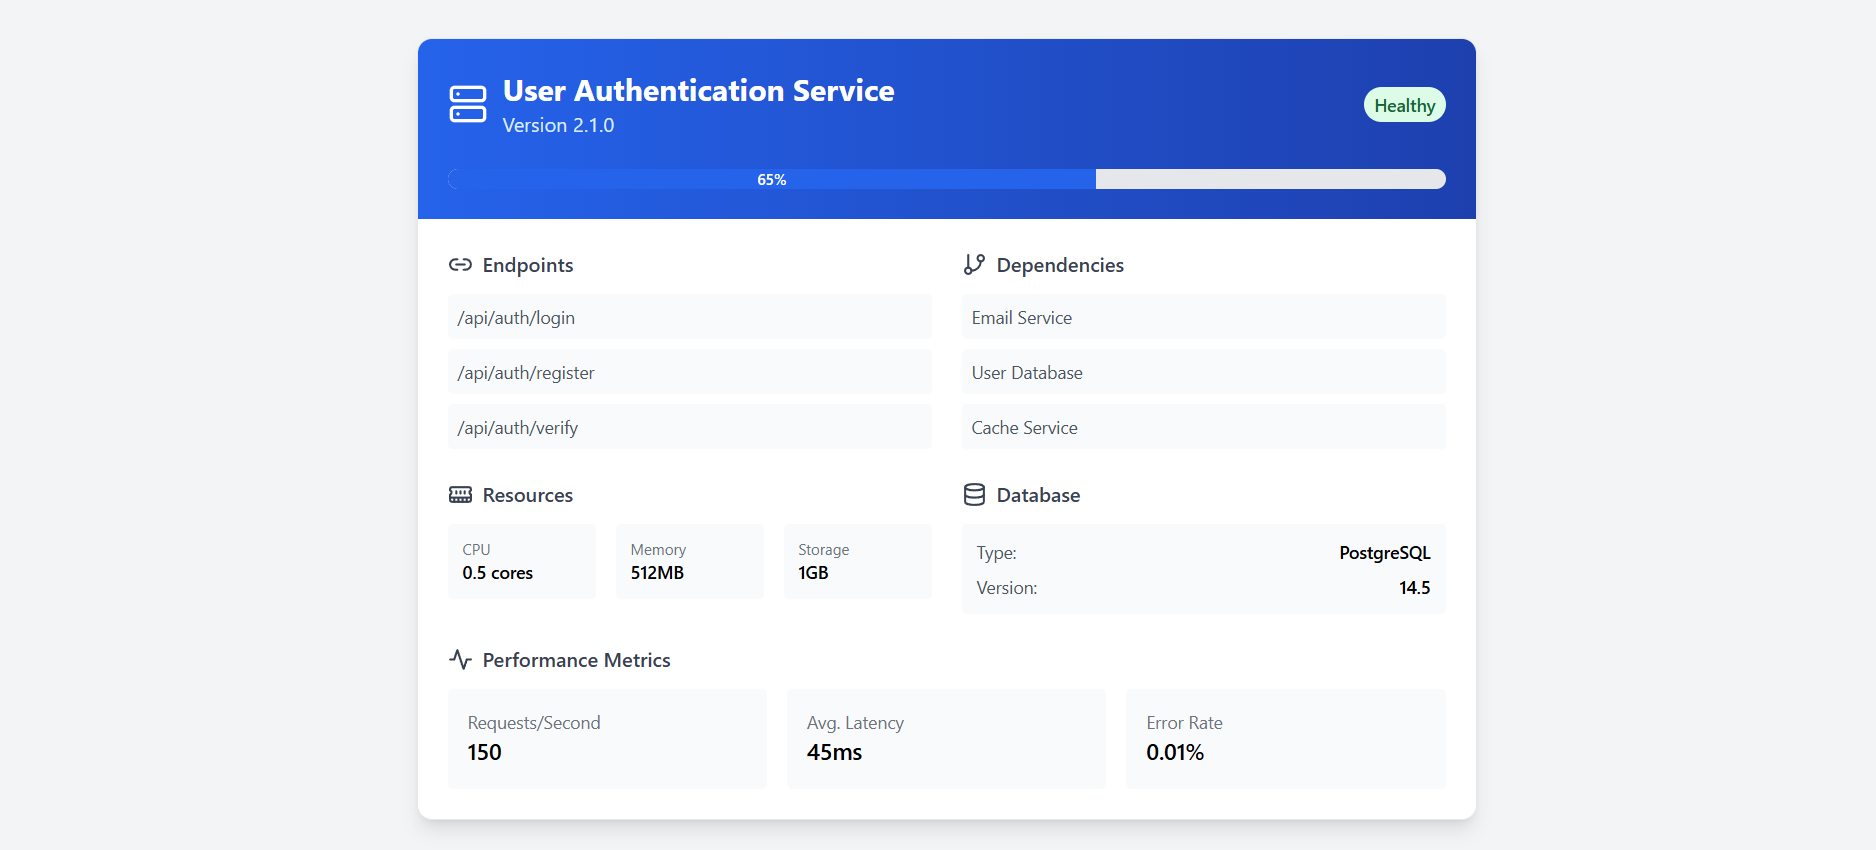 User Authentication Service
Version 2.1.0
Healthy
65%
Endpoints
/api/auth/login
/api/auth/register
/api/auth/verify
Dependencies
Email Service
User Database
Cache Service
Resources
CPU
0.5 cores
Memory
512MB
Storage
1GB
Database
Type: PostgreSQL
Version: 14.5
Performance Metrics
Requests/Second
150
Avg. Latency
45ms
Error Rate
0.01%